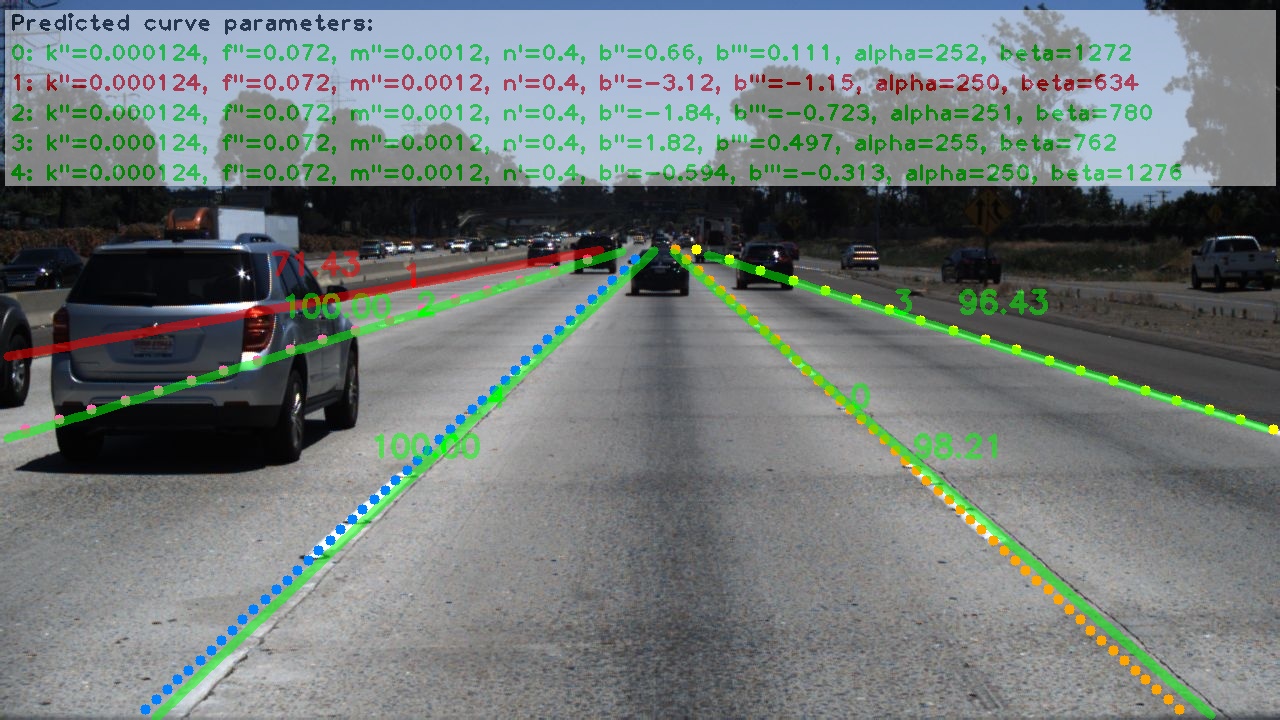 Predicted curve parameters:
0: k''=0.000124, f''=0.072, m''=0.0012, n'=0.4, b''=0.66, b'''=0.111, alpha=252, beta=1272
1: k''=0.000124, f''=0.072, m''=0.0012, n'=0.4, b''=−3.12, b'''=−1.15, alpha=250, beta=634
2: k''=0.000124, f''=0.072, m''=0.0012, n'=0.4, b''=−1.84, b'''=−0.723, alpha=251, beta=780
3: k''=0.000124, f''=0.072, m''=0.0012, n'=0.4, b''=1.82, b'''=0.497, alpha=255, beta=762
4: k''=0.000124, f''=0.072, m''=0.0012, n'=0.4, b''=−0.594, b'''=−0.313, alpha=250, beta=1276
71.43 1
100.00 2
3 96.43
0
100.00
98.21